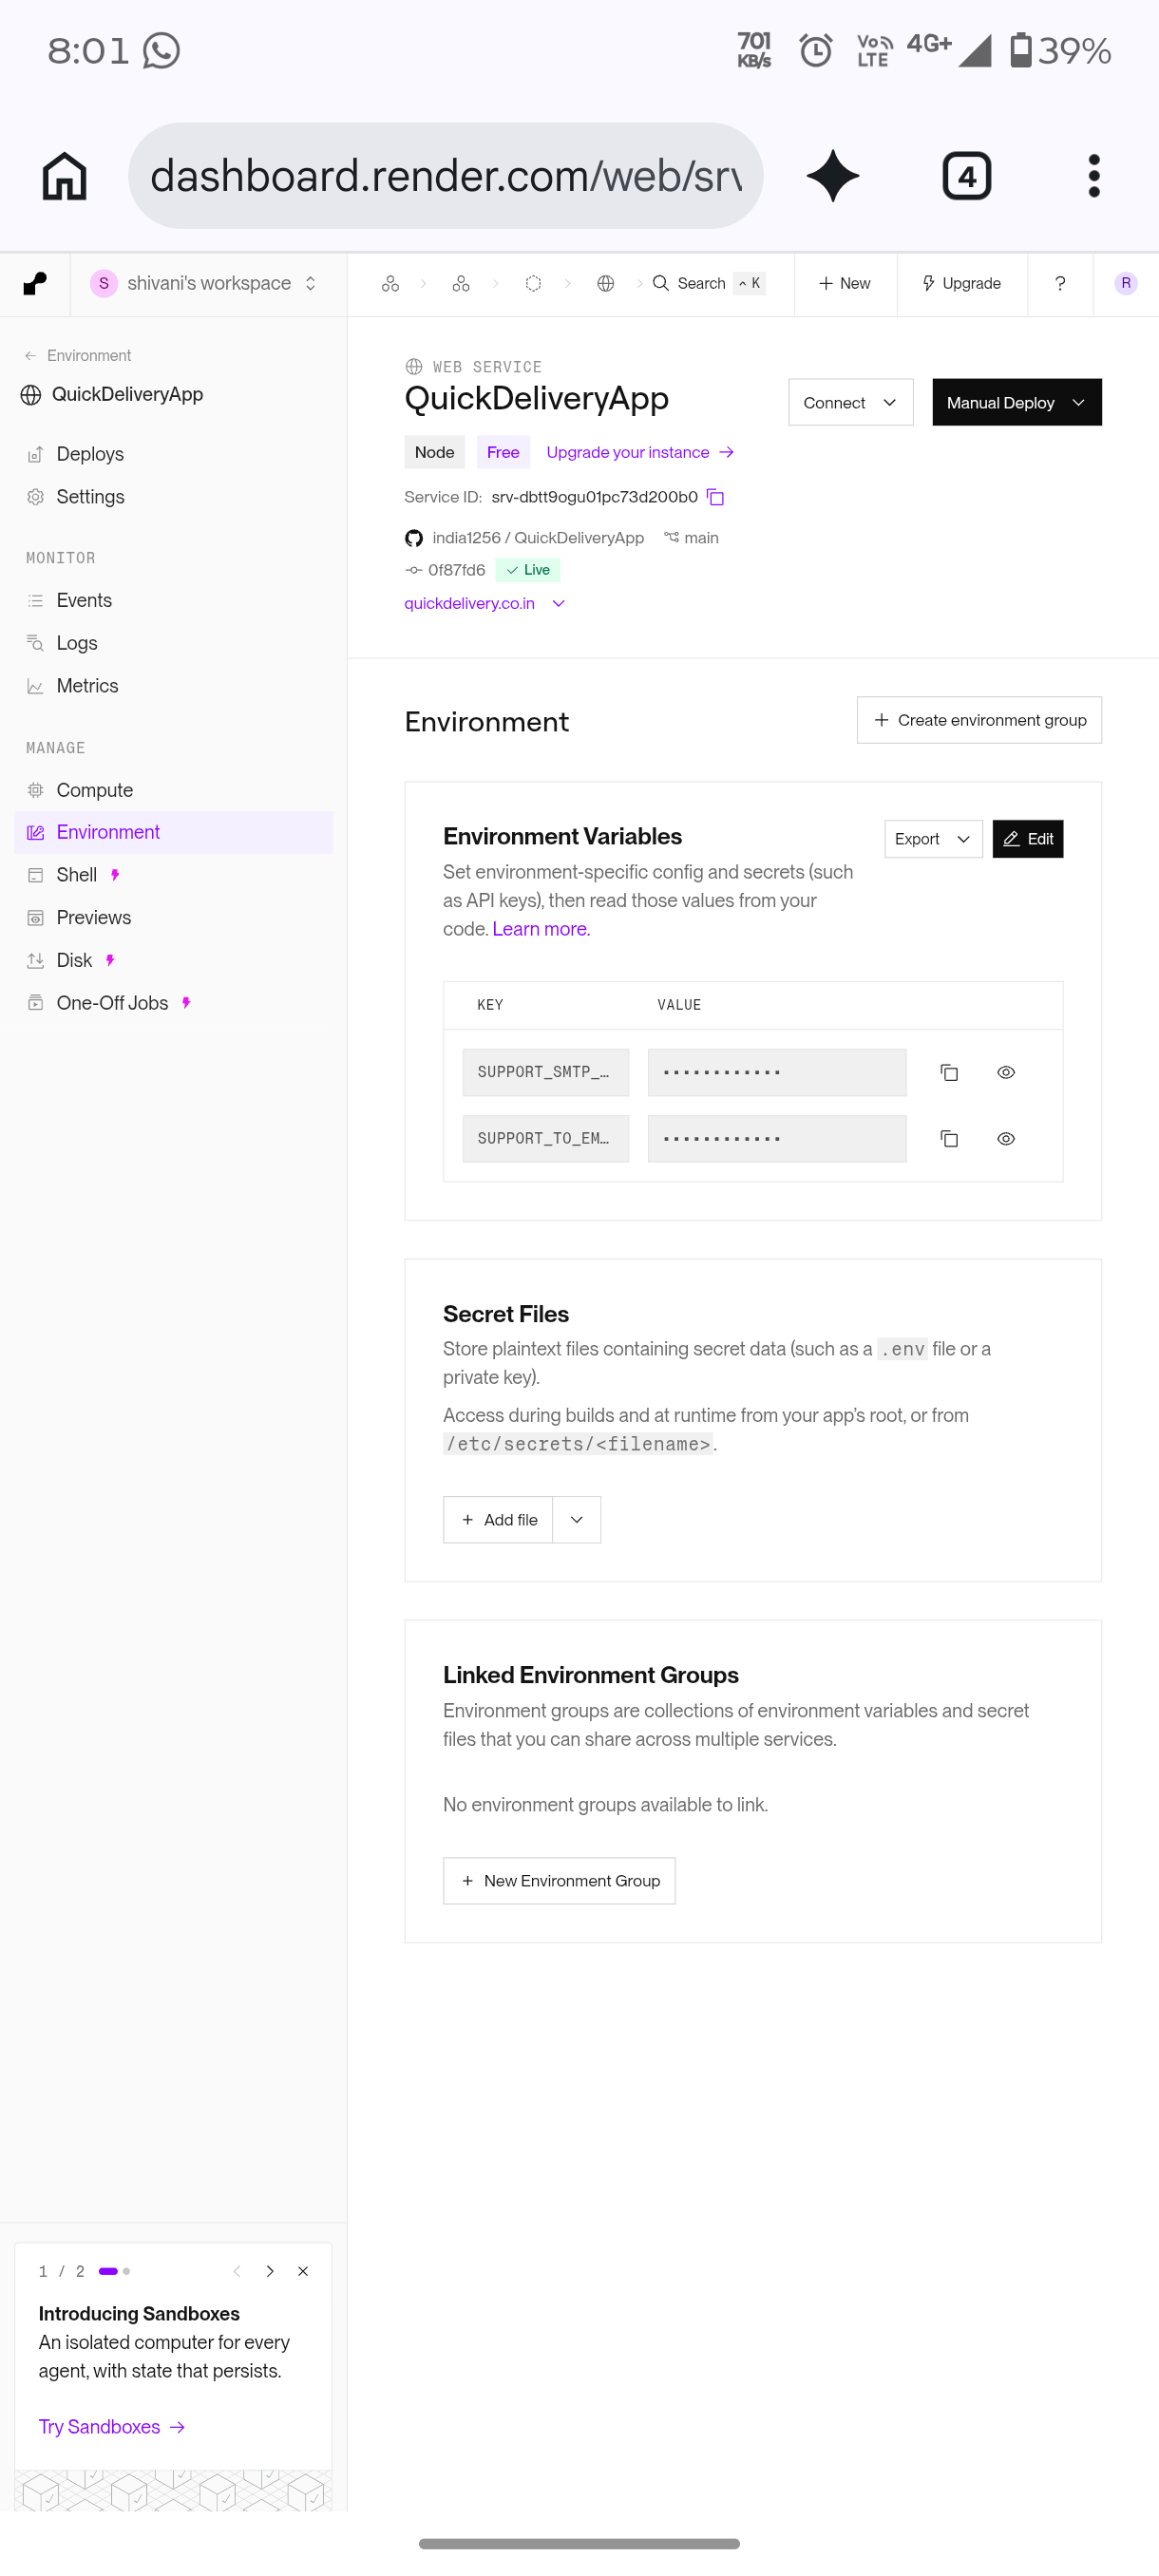 8:01
701
KB/s
Vo
LTE
4G+
39%
dashboard.render.com/web/srv
4
S
shivani's workspace
Search
K
New
Upgrade
?
R
Environment
QuickDeliveryApp
Deploys
Settings
MONITOR
Events
Logs
Metrics
MANAGE
Compute
Environment
Shell
Previews
Disk
One-Off Jobs
WEB SERVICE
QuickDeliveryApp
Connect
Manual Deploy
Node
Free
Upgrade your instance
Service ID: srv-dbtt9ogu01pc73d200b0
india1256 / QuickDeliveryApp
main
0f87fd6
Live
quickdelivery.co.in
Environment
Create environment group
Environment Variables
Export
Edit
Set environment-specific config and secrets (such
as API keys), then read those values from your
code. Learn more.
KEY
VALUE
SUPPORT_SMTP_…
••••••••••••
SUPPORT_TO_EM…
••••••••••••
Secret Files
Store plaintext files containing secret data (such as a .env file or a
private key).
Access during builds and at runtime from your app's root, or from
/etc/secrets/<filename>.
Add file
Linked Environment Groups
Environment groups are collections of environment variables and secret
files that you can share across multiple services.
No environment groups available to link.
New Environment Group
1 / 2
Introducing Sandboxes
An isolated computer for every
agent, with state that persists.
Try Sandboxes